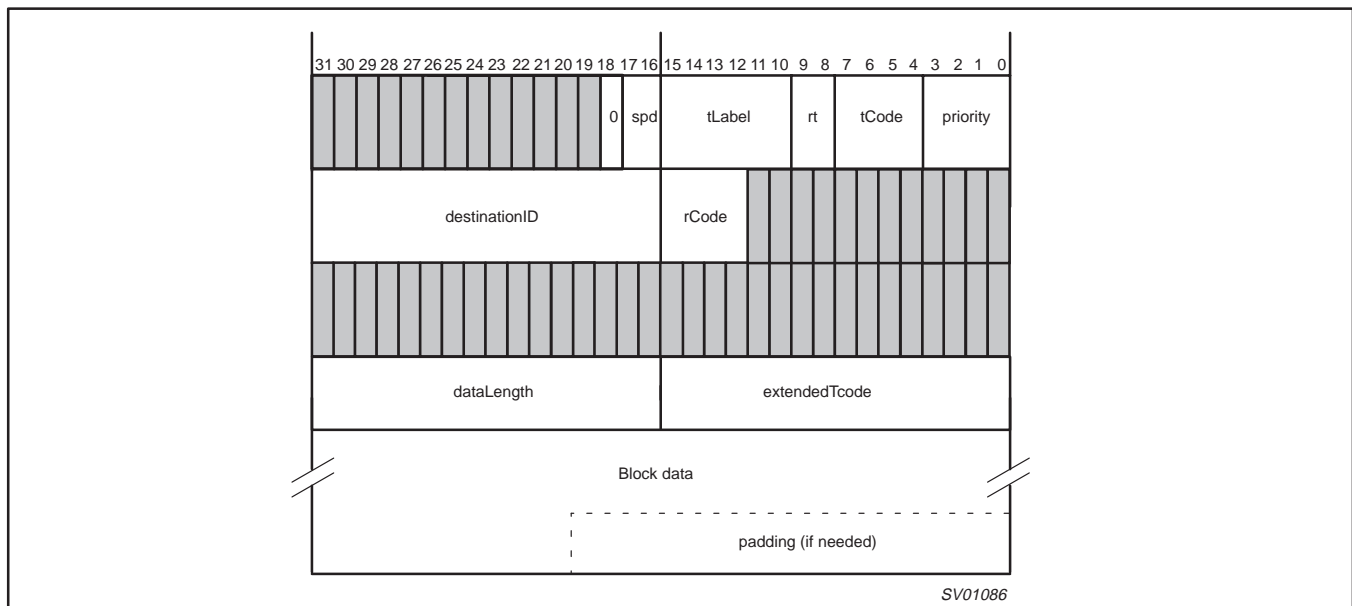 31 30 29 28 27 26 25 24 23 22 21 20 19 18 17 16 15 14 13 12 11 10 9 8 7 6 5 4 3 2 1 0
0 spd tLabel rt tCode priority
destinationID rCode
dataLength extendedTcode
Block data
padding (if needed)
SV01086